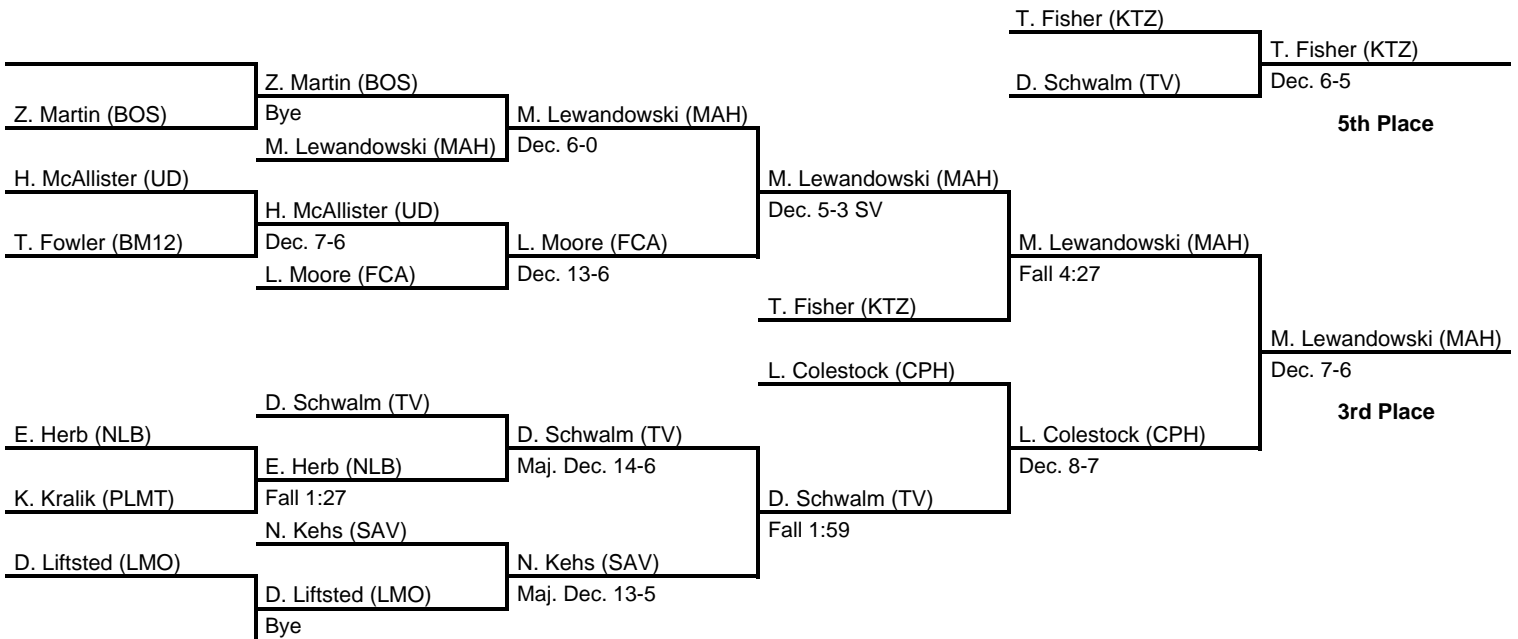 T. Fisher (KTZ)
T. Fisher (KTZ)
D. Schwalm (TV)
Dec. 6-5
5th Place
Z. Martin (BOS)
Z. Martin (BOS)
Bye
M. Lewandowski (MAH)
M. Lewandowski (MAH)
Dec. 6-0
H. McAllister (UD)
T. Fowler (BM12)
H. McAllister (UD)
Dec. 7-6
L. Moore (FCA)
L. Moore (FCA)
Dec. 13-6
M. Lewandowski (MAH)
Dec. 5-3 SV
T. Fisher (KTZ)
M. Lewandowski (MAH)
Fall 4:27
L. Colestock (CPH)
M. Lewandowski (MAH)
Dec. 7-6
3rd Place
D. Schwalm (TV)
E. Herb (NLB)
K. Kralik (PLMT)
E. Herb (NLB)
Fall 1:27
D. Schwalm (TV)
Maj. Dec. 14-6
N. Kehs (SAV)
D. Liftsted (LMO)
D. Liftsted (LMO)
Bye
N. Kehs (SAV)
Maj. Dec. 13-5
D. Schwalm (TV)
Fall 1:59
L. Colestock (CPH)
Dec. 8-7